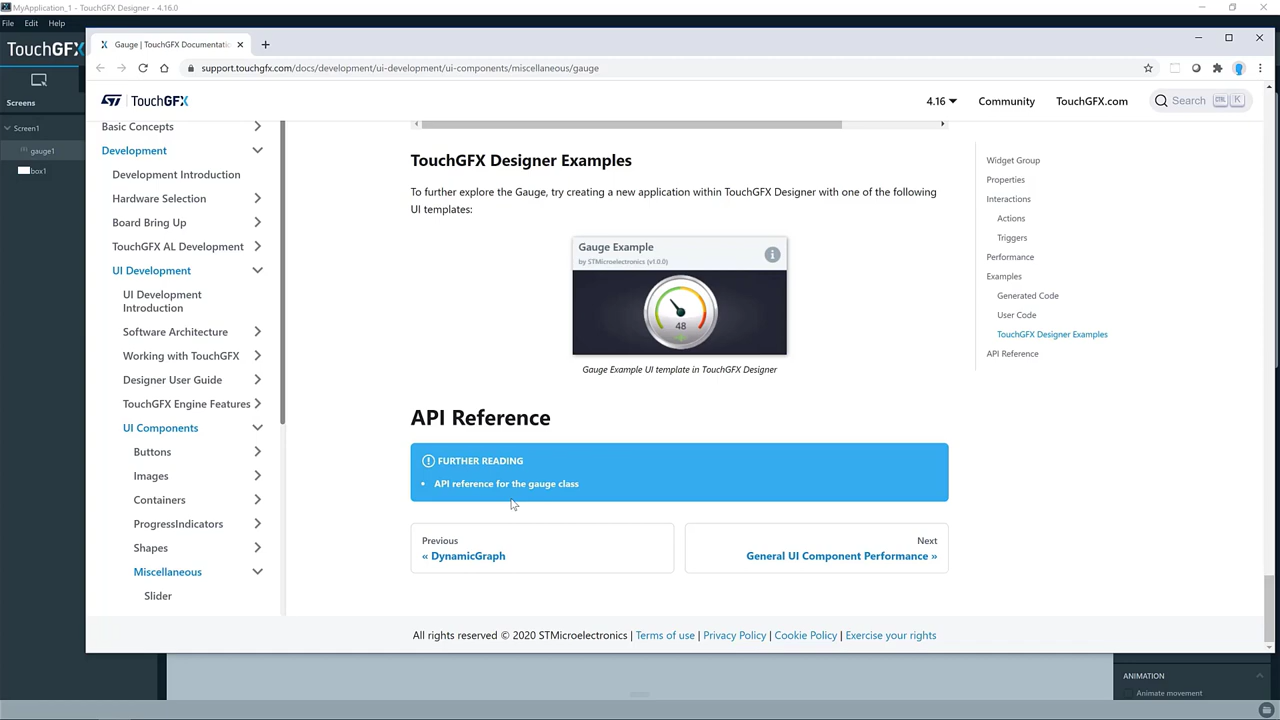 MyApplication_1 - TouchGFX Designer - 4.16.0
File Edit Help
TouchGFX
Screens
Screen1
gauge1
box1
Gauge | TouchGFX Documentatio
support.touchgfx.com/docs/development/ui-development/ui-components/miscellaneous/gauge
TouchGFX
4.16
Community
TouchGFX.com
Search
CTRL
K
Basic Concepts
Development
Development Introduction
Hardware Selection
Board Bring Up
TouchGFX AL Development
UI Development
UI Development
Introduction
Software Architecture
Working with TouchGFX
Designer User Guide
TouchGFX Engine Features
UI Components
Buttons
Images
Containers
ProgressIndicators
Shapes
Miscellaneous
Slider
TouchGFX Designer Examples
To further explore the Gauge, try creating a new application within TouchGFX Designer with one of the following
UI templates:
Gauge Example
by STMicroelectronics (v1.0.0)
48
Gauge Example UI template in TouchGFX Designer
API Reference
FURTHER READING
• API reference for the gauge class
Previous
« DynamicGraph
Next
General UI Component Performance »
Widget Group
Properties
Interactions
Actions
Triggers
Performance
Examples
Generated Code
User Code
TouchGFX Designer Examples
API Reference
All rights reserved © 2020 STMicroelectronics | Terms of use | Privacy Policy | Cookie Policy | Exercise your rights
ANIMATION
Animate movement